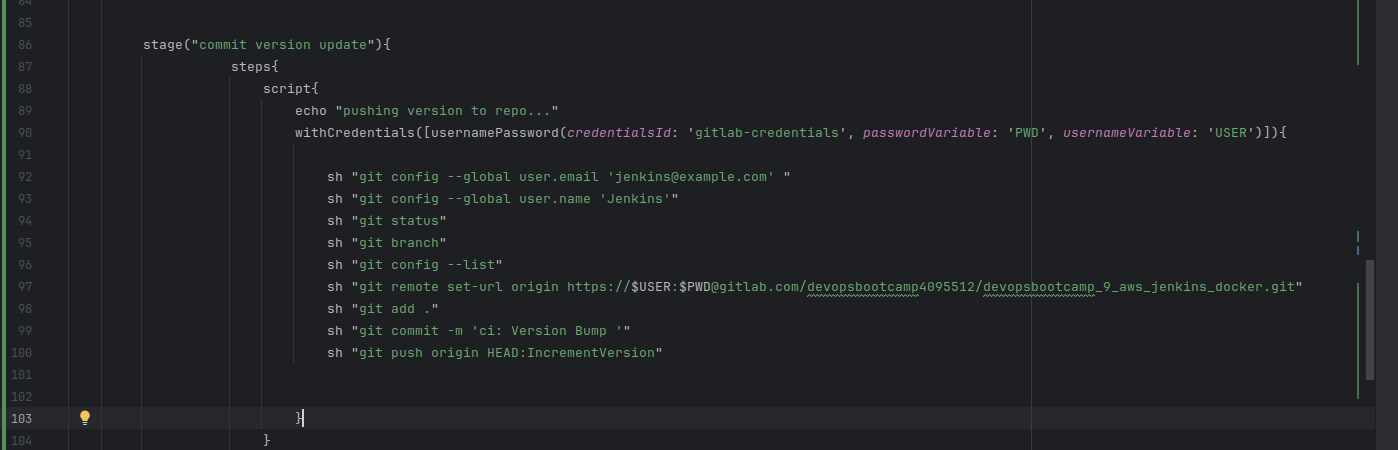 84
85
86 stage("commit version update"){
87 steps{
88 script{
89 echo "pushing version to repo..."
90 withCredentials([usernamePassword(credentialsId: 'gitlab-credentials', passwordVariable: 'PWD', usernameVariable: 'USER')]){
91
92 sh "git config --global user.email 'jenkins@example.com' "
93 sh "git config --global user.name 'Jenkins'"
94 sh "git status"
95 sh "git branch"
96 sh "git config --list"
97 sh "git remote set-url origin https://$USER:$PWD@gitlab.com/devopsbootcamp4095512/devopsbootcamp_9_aws_jenkins_docker.git"
98 sh "git add ."
99 sh "git commit -m 'ci: Version Bump '"
100 sh "git push origin HEAD:IncrementVersion"
101
102
103 }
104 }